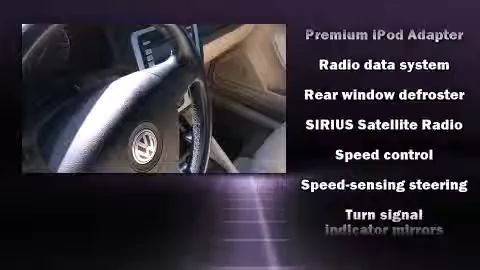 Premium iPod Adapter
Radio data system
Rear window defroster
SIRIUS Satellite Radio
Speed control
Speed-sensing steering
Turn signal
indicator mirrors